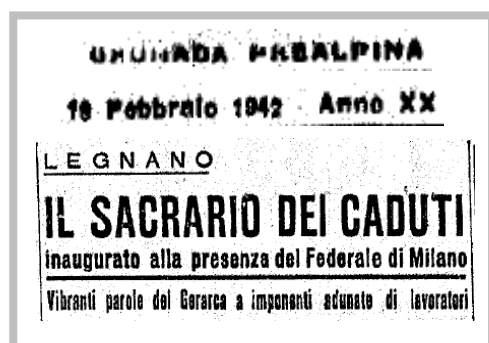 PREALPINA
Febbraio 1942 Anno XX
LEGNANO
IL SACRARIO DEI CADUTI
inaugurato alla presenza del Federale di Milano
Vibranti parole del Gerarca a imponenti adunate di lavoratori